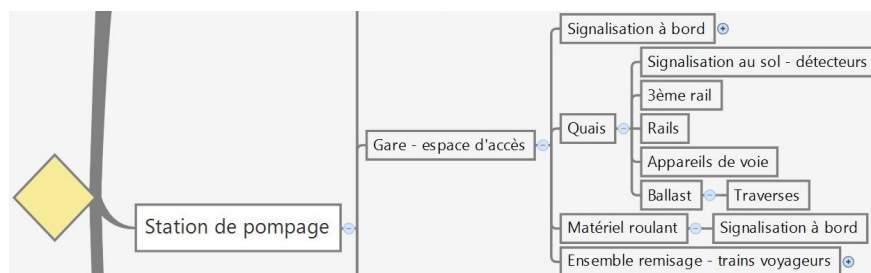 Signalisation à bord
Signalisation au sol - détecteurs
3ème rail
Quais
Rails
Gare - espace d'accès
Appareils de voie
Ballast
Traverses
Station de pompage
Matériel roulant
Signalisation à bord
Ensemble remisage - trains voyageurs